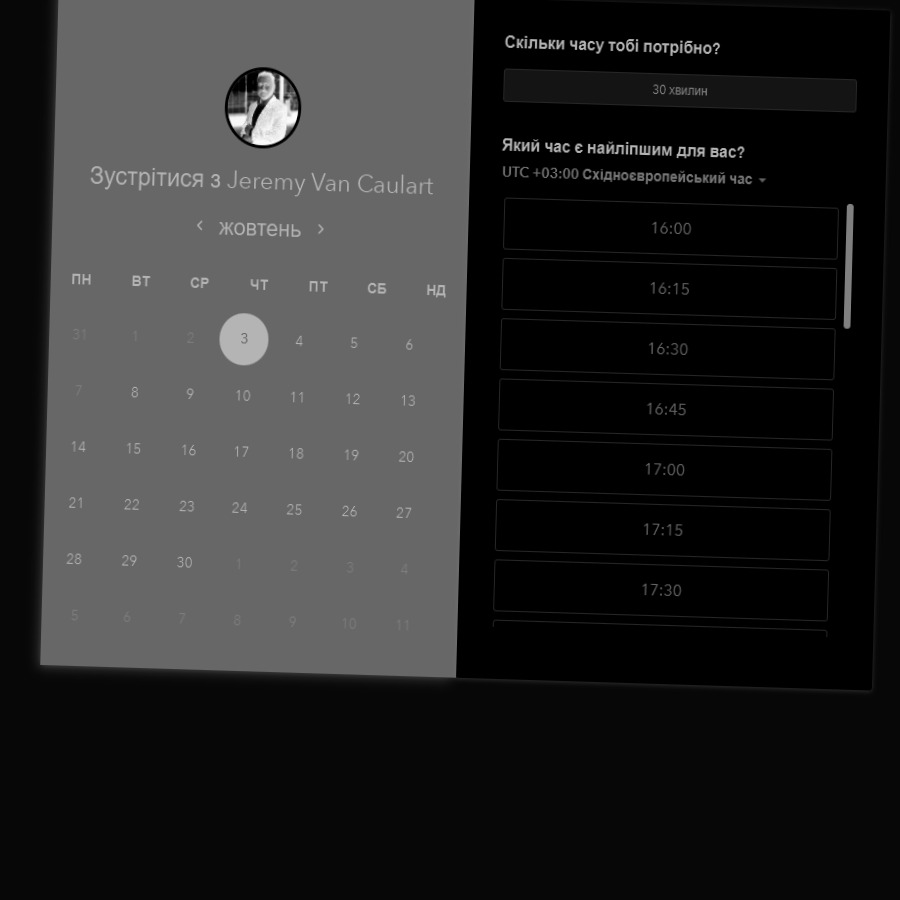 Зустрітися з Jeremy Van Caulart
‹ жовтень ›
ПН ВТ СР ЧТ ПТ СБ НД
31 1 2 3 4 5 6
7 8 9 10 11 12 13
14 15 16 17 18 19 20
21 22 23 24 25 26 27
28 29 30 1 2 3 4
5 6 7 8 9 10 11
Скільки часу тобі потрібно?
30 хвилин
Який час є найліпшим для вас?
UTC +03:00 Східноєвропейський час
16:00
16:15
16:30
16:45
17:00
17:15
17:30